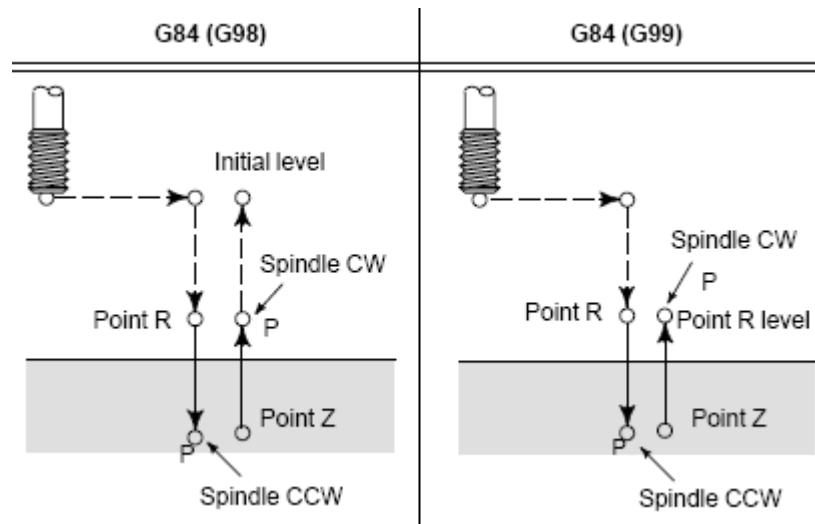 G84 (G98)
Initial level
Spindle CW
Point R
P
Point Z
P
Spindle CCW
G84 (G99)
Spindle CW
P
Point R
Point R level
Point Z
P
Spindle CCW